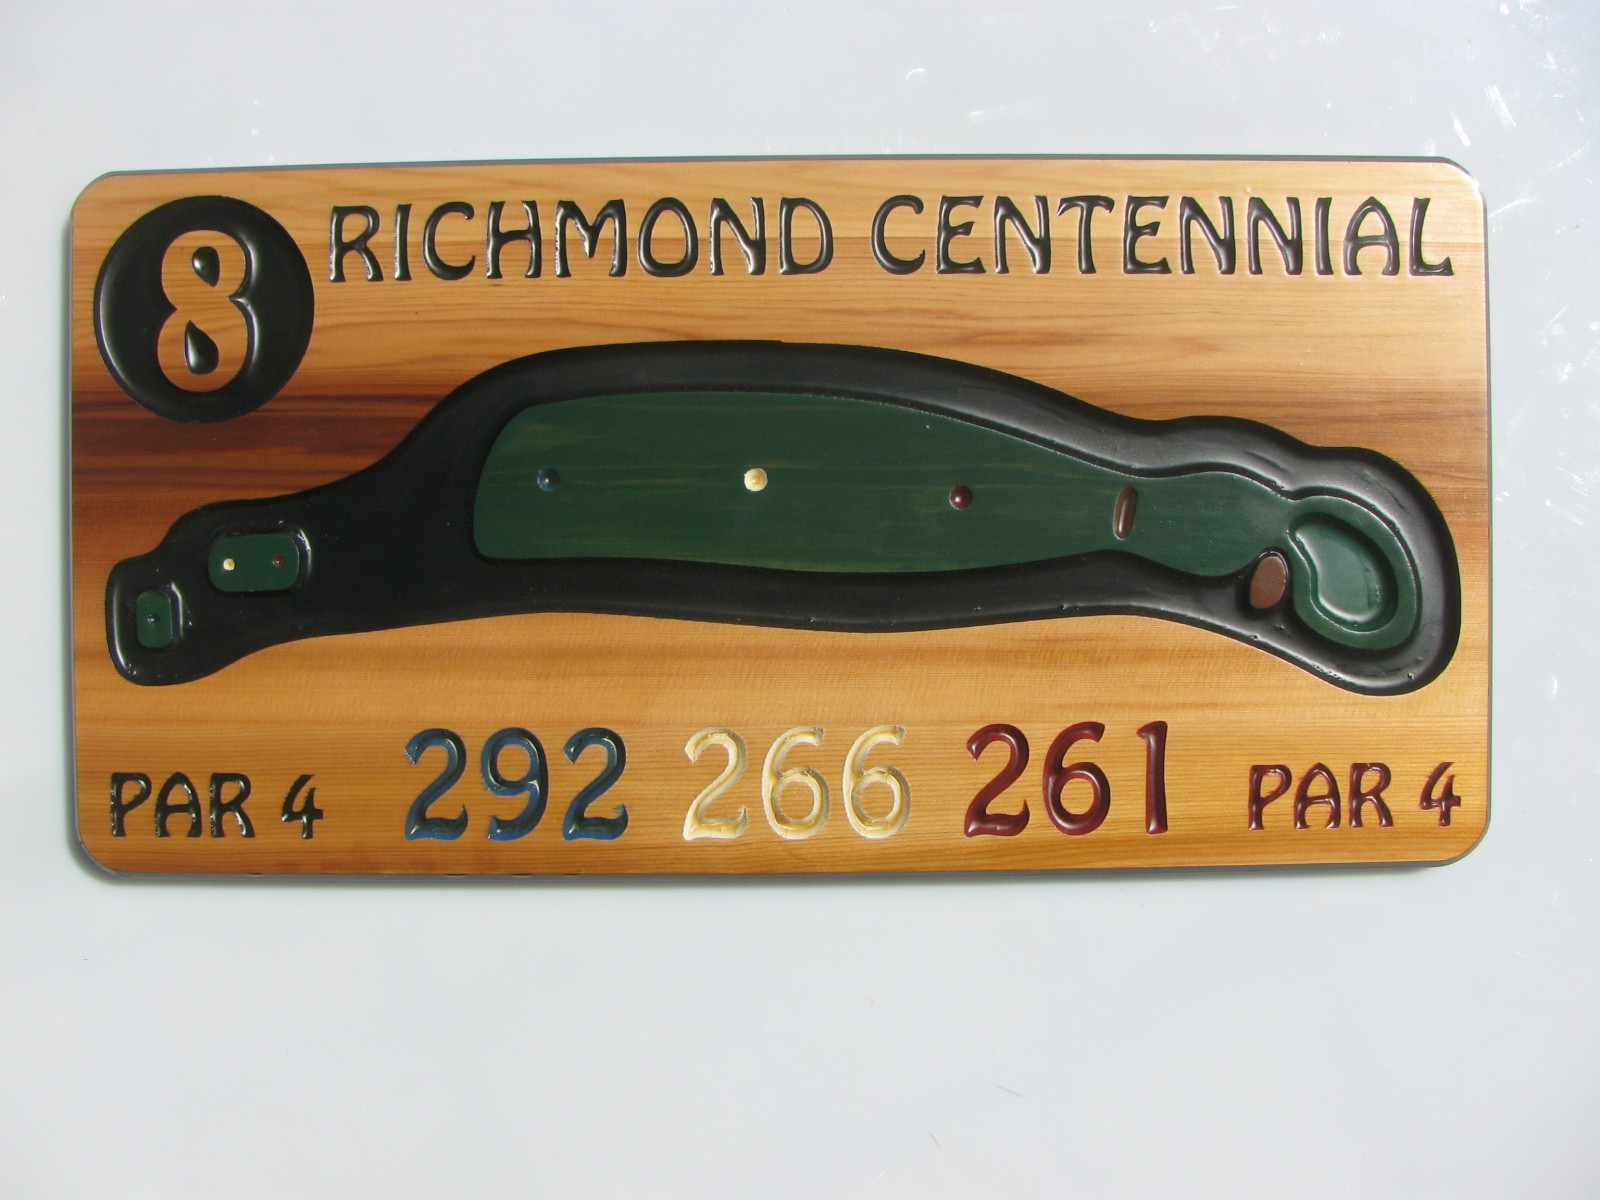 8 RICHMOND CENTENNIAL
PAR 4 292 266 261 PAR 4